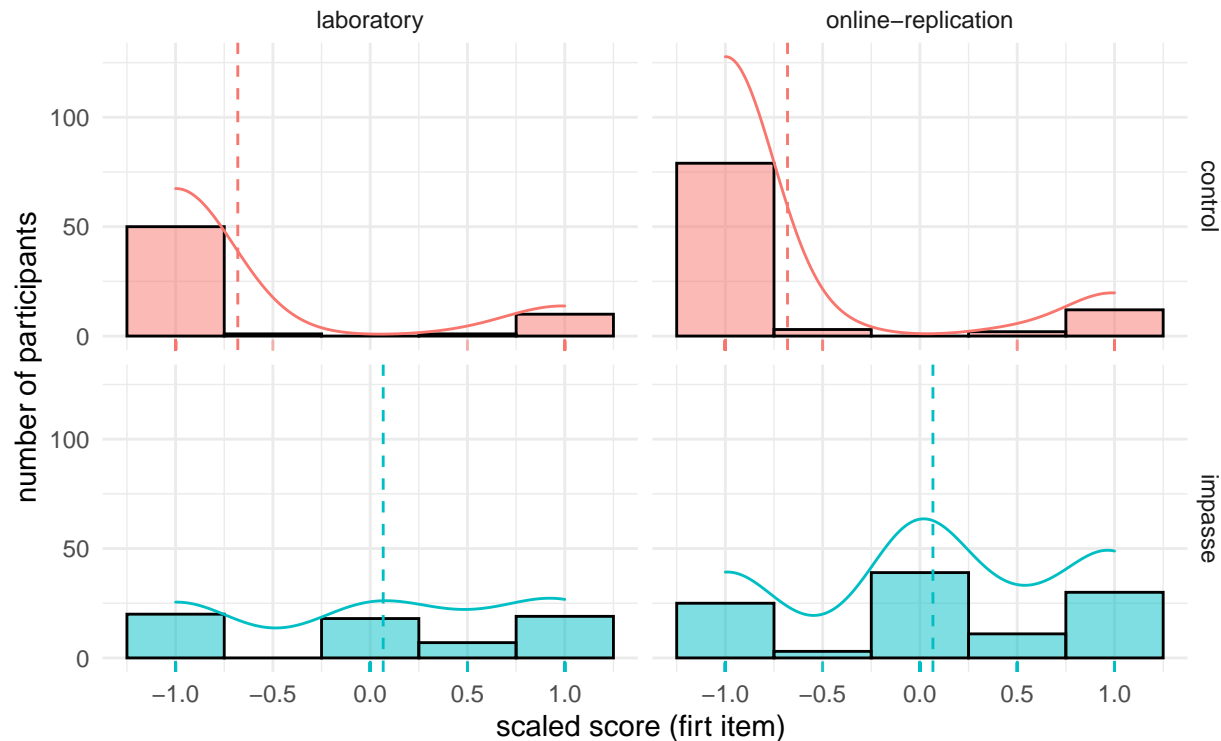 laboratory
online−replication
number of participants
100
50
0
control
100
50
0
impasse
−1.0 −0.5 0.0 0.5 1.0
−1.0 −0.5 0.0 0.5 1.0
scaled score (firt item)